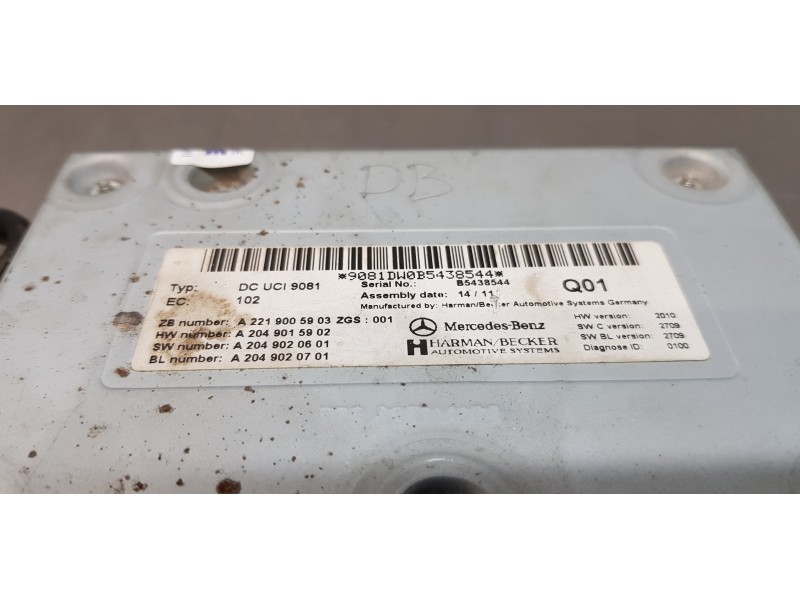 DB
*9081DW0B5438544*
Typ: DC UCI 9081
Serial No.: B5438544
Q01
EC: 102
Assembly date: 14 / 11
Manufactured by: Harman/Becker Automotive Systems Germany
ZB number: A 221 900 59 03 ZGS : 001
HW number: A 204 901 59 02
SW number: A 204 902 06 01
BL number: A 204 902 07 01
Mercedes-Benz
HARMAN/BECKER
AUTOMOTIVE SYSTEMS
HW version: 2010
SW C version: 2709
SW BL version: 2709
Diagnose ID: 0100